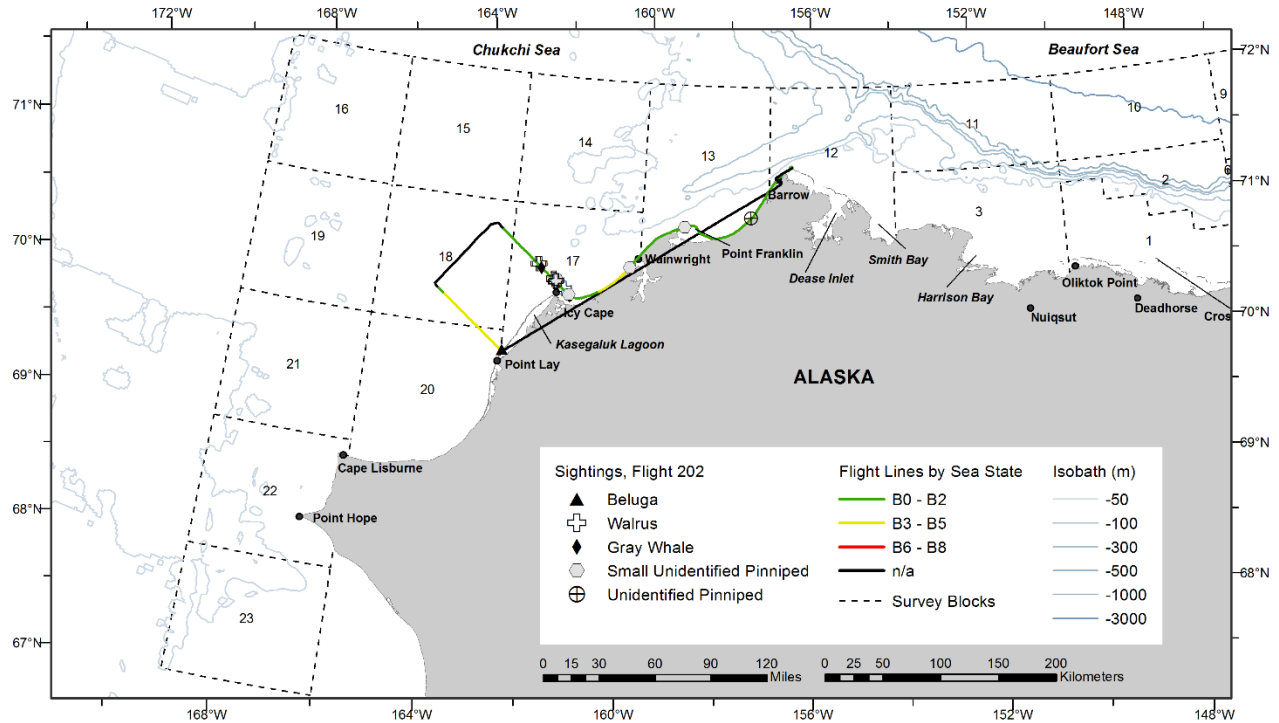 172°W 168°W 164°W 160°W 156°W 152°W 148°W
Chukchi Sea
Beaufort Sea
72°N
71°N
71°N
70°N
70°N
69°N
69°N
68°N
68°N
67°N
16
15
14
13
12
11
10
9
6
2
3
1
19
18
17
21
20
22
23
Barrow
Point Franklin
Wainwright
Dease Inlet
Smith Bay
Harrison Bay
Oliktok Point
Nuiqsut
Deadhorse
Cros
Icy Cape
Kasegaluk Lagoon
Point Lay
ALASKA
Cape Lisburne
Point Hope
Sightings, Flight 202
Beluga
Walrus
Gray Whale
Small Unidentified Pinniped
Unidentified Pinniped
Flight Lines by Sea State
B0 - B2
B3 - B5
B6 - B8
n/a
Survey Blocks
Isobath (m)
-50
-100
-300
-500
-1000
-3000
0 15 30 60 90 120
Miles
0 25 50 100 150 200
Kilometers
168°W 164°W 160°W 156°W 152°W 148°W